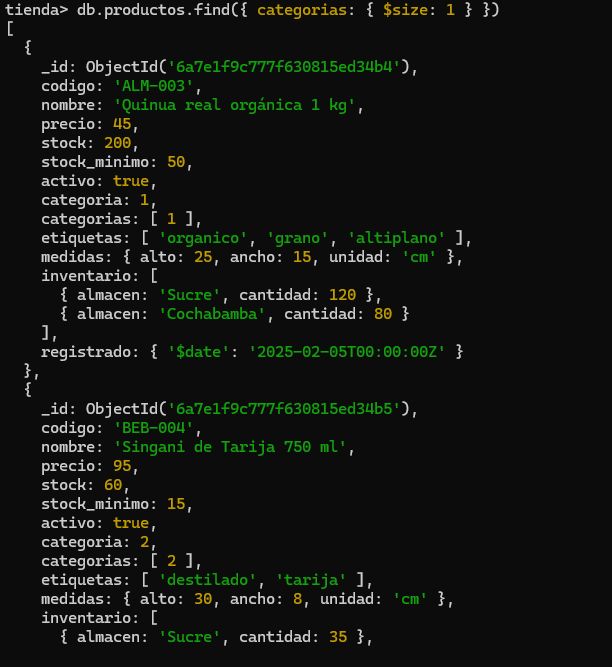 tienda> db.productos.find({ categorias: { $size: 1 } })
[
  {
    _id: ObjectId('6a7e1f9c777f630815ed34b4'),
    codigo: 'ALM-003',
    nombre: 'Quinua real orgánica 1 kg',
    precio: 45,
    stock: 200,
    stock_minimo: 50,
    activo: true,
    categoria: 1,
    categorias: [ 1 ],
    etiquetas: [ 'organico', 'grano', 'altiplano' ],
    medidas: { alto: 25, ancho: 15, unidad: 'cm' },
    inventario: [
      { almacen: 'Sucre', cantidad: 120 },
      { almacen: 'Cochabamba', cantidad: 80 }
    ],
    registrado: { '$date': '2025-02-05T00:00:00Z' }
  },
  {
    _id: ObjectId('6a7e1f9c777f630815ed34b5'),
    codigo: 'BEB-004',
    nombre: 'Singani de Tarija 750 ml',
    precio: 95,
    stock: 60,
    stock_minimo: 15,
    activo: true,
    categoria: 2,
    categorias: [ 2 ],
    etiquetas: [ 'destilado', 'tarija' ],
    medidas: { alto: 30, ancho: 8, unidad: 'cm' },
    inventario: [
      { almacen: 'Sucre', cantidad: 35 },